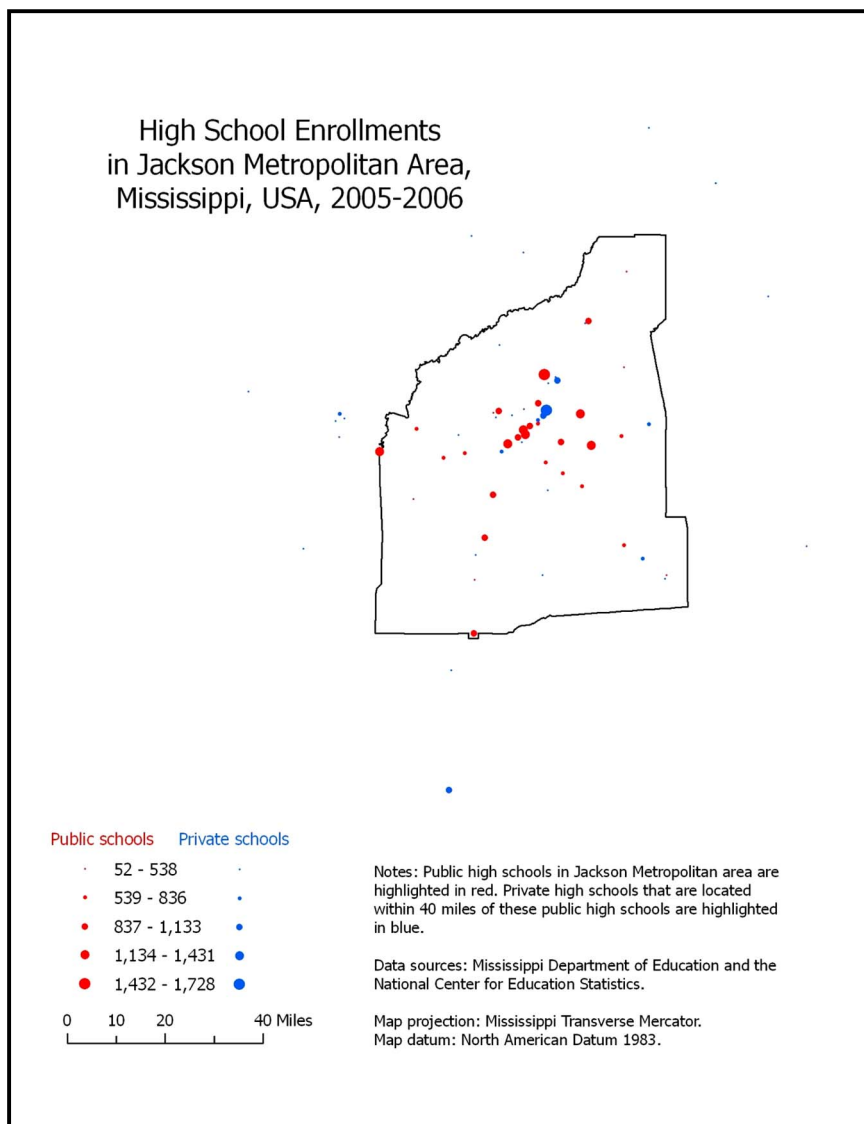 High School Enrollments
in Jackson Metropolitan Area,
Mississippi, USA, 2005-2006
Public schools Private schools
52 - 538
539 - 836
837 - 1,133
1,134 - 1,431
1,432 - 1,728
0 10 20 40 Miles
Notes: Public high schools in Jackson Metropolitan area are
highlighted in red. Private high schools that are located
within 40 miles of these public high schools are highlighted
in blue.
Data sources: Mississippi Department of Education and the
National Center for Education Statistics.
Map projection: Mississippi Transverse Mercator.
Map datum: North American Datum 1983.